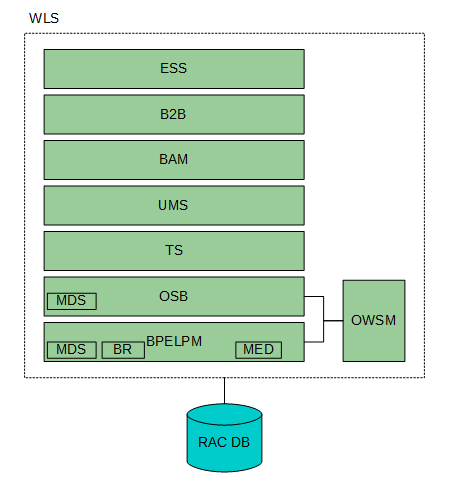 WLS
ESS
B2B
BAM
UMS
TS
OSB
MDS
OWSM
BPELPM
MDS
BR
MED
RAC DB